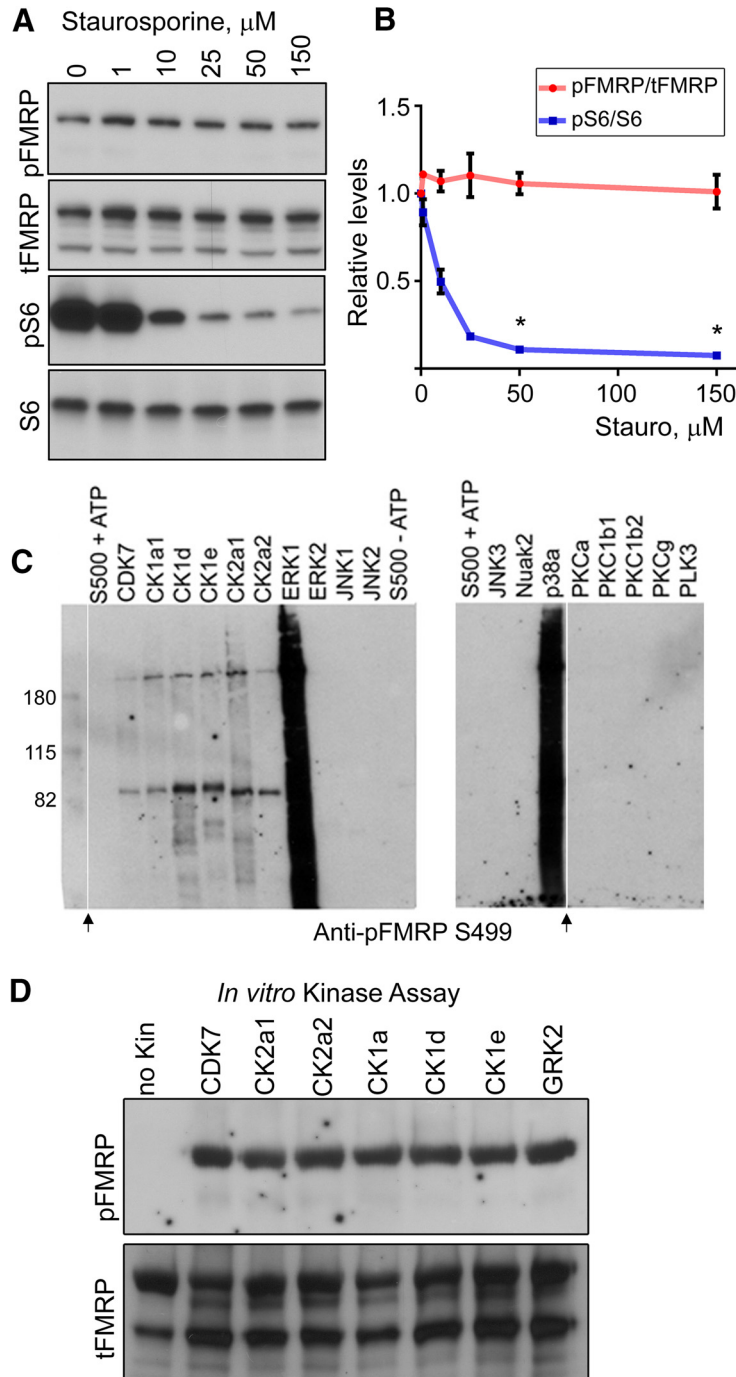 A
Staurosporine, μM
0 1 10 25 50 150
pFMRP
tFMRP
pS6
S6
B
pFMRP/tFMRP
pS6/S6
Relative levels
1.5
1.0
0.5
*
*
0 50 100 150
Stauro, μM
C
S500 + ATP
CDK7
CK1a1
CK1d
CK1e
CK2a1
CK2a2
ERK1
ERK2
JNK1
JNK2
S500 - ATP
S500 + ATP
JNK3
Nuak2
p38a
PKCa
PKC1b1
PKC1b2
PKCg
PLK3
180
115
82
Anti-pFMRP S499
D
In vitro Kinase Assay
no Kin
CDK7
CK2a1
CK2a2
CK1a
CK1d
CK1e
GRK2
pFMRP
tFMRP